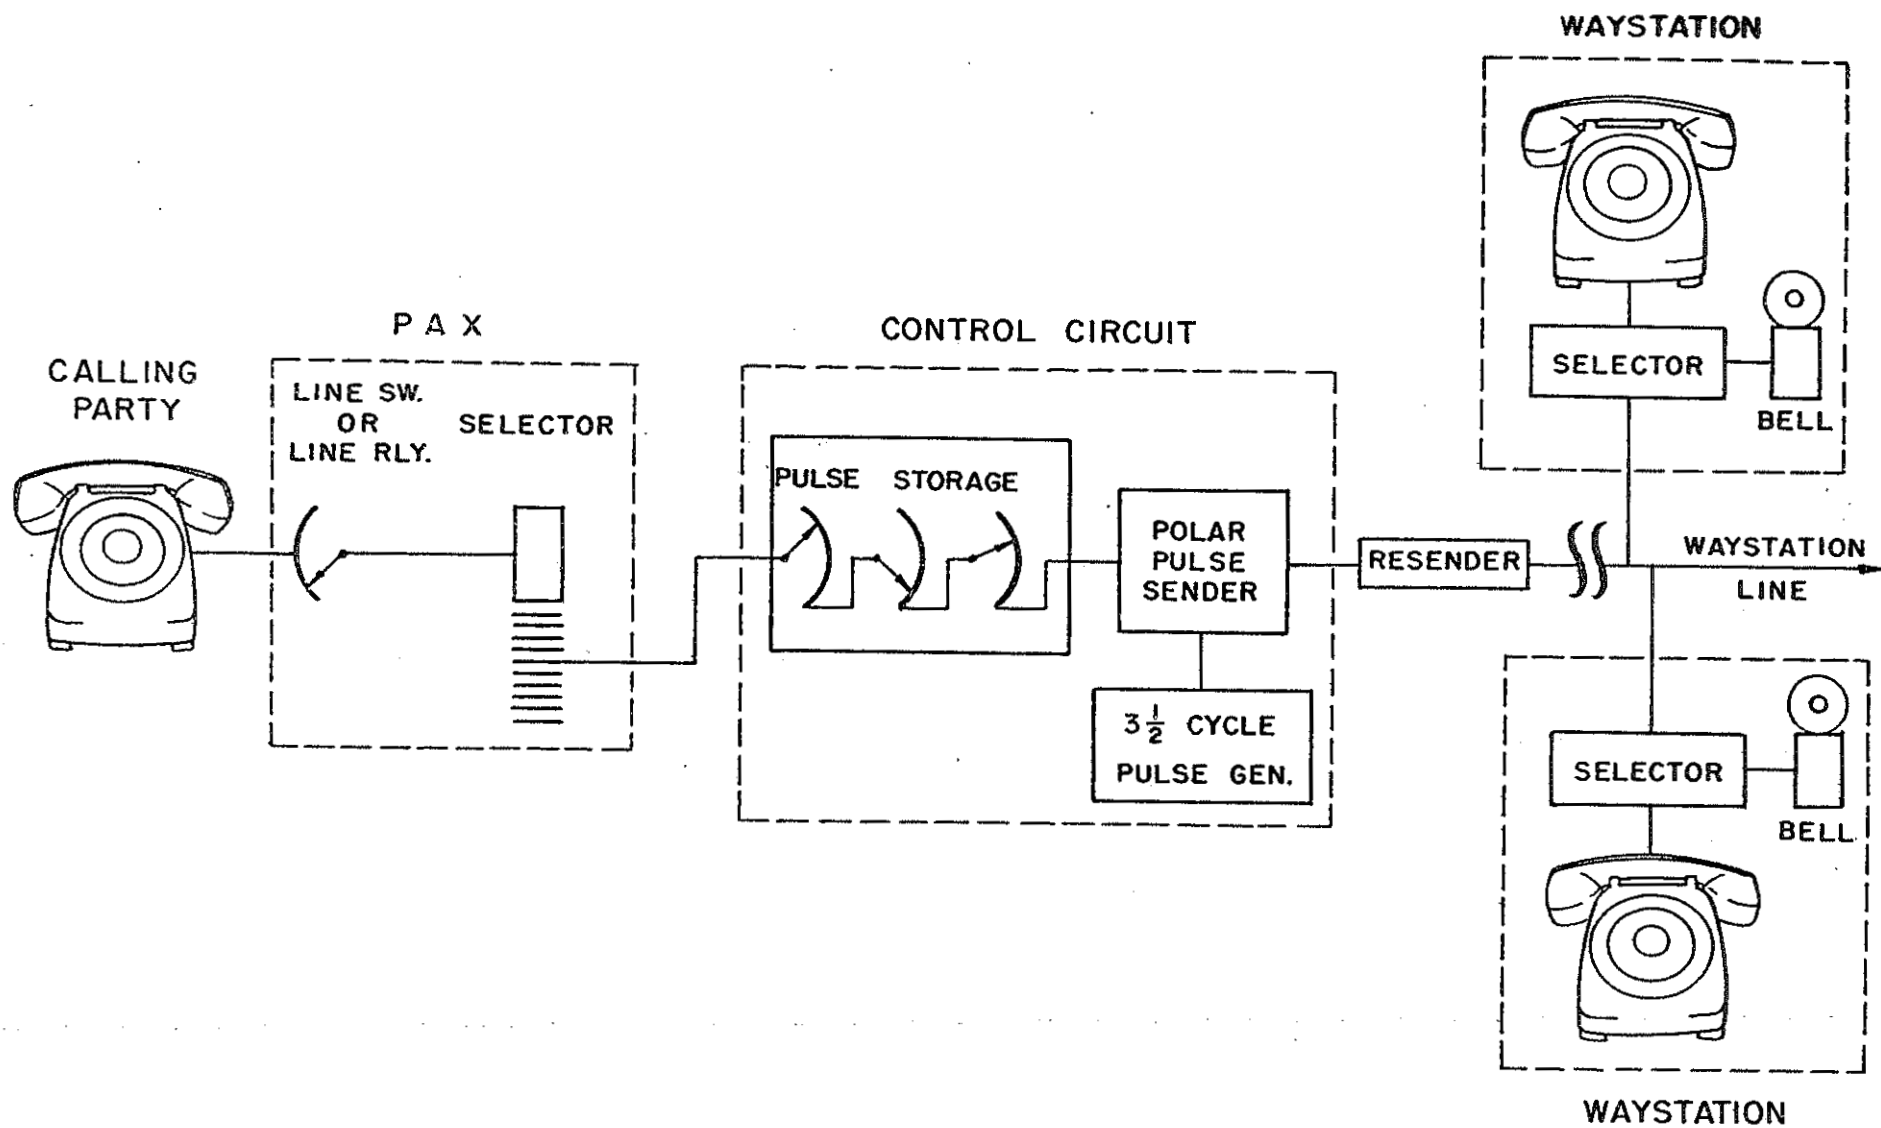 WAYSTATION
SELECTOR
BELL
P A X
CONTROL CIRCUIT
CALLING
PARTY
LINE SW.
OR
LINE RLY.
SELECTOR
PULSE STORAGE
POLAR
PULSE
SENDER
3 1/2 CYCLE
PULSE GEN.
RESENDER
WAYSTATION
LINE
SELECTOR
BELL
WAYSTATION